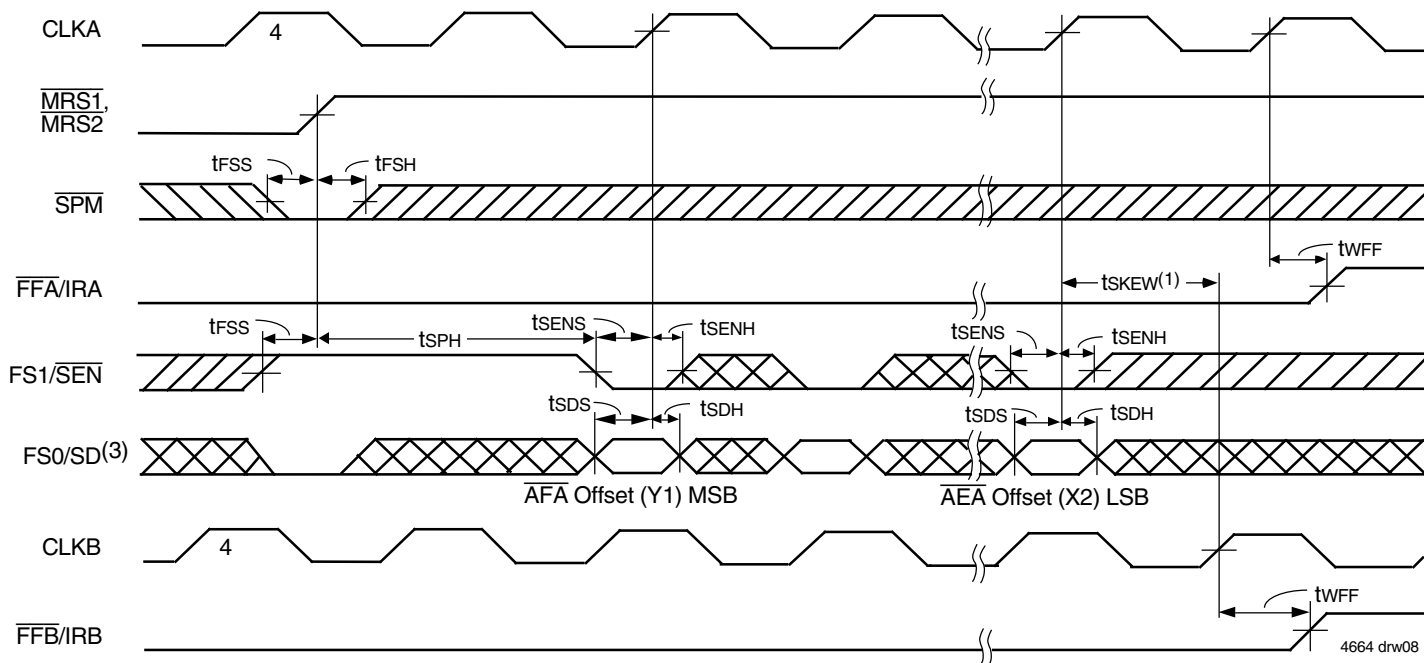 CLKA
4
MRS1,
MRS2
tFSS
tFSH
SPM
tWFF
FFA/IRA
tSKEW(1)
tFSS
tSPH
tSENS
tSENH
tSENS
tSENH
FS1/SEN
tSDS
tSDH
tSDS
tSDH
FS0/SD(3)
AFA Offset (Y1) MSB
AEA Offset (X2) LSB
CLKB
4
tWFF
FFB/IRB
4664 drw08